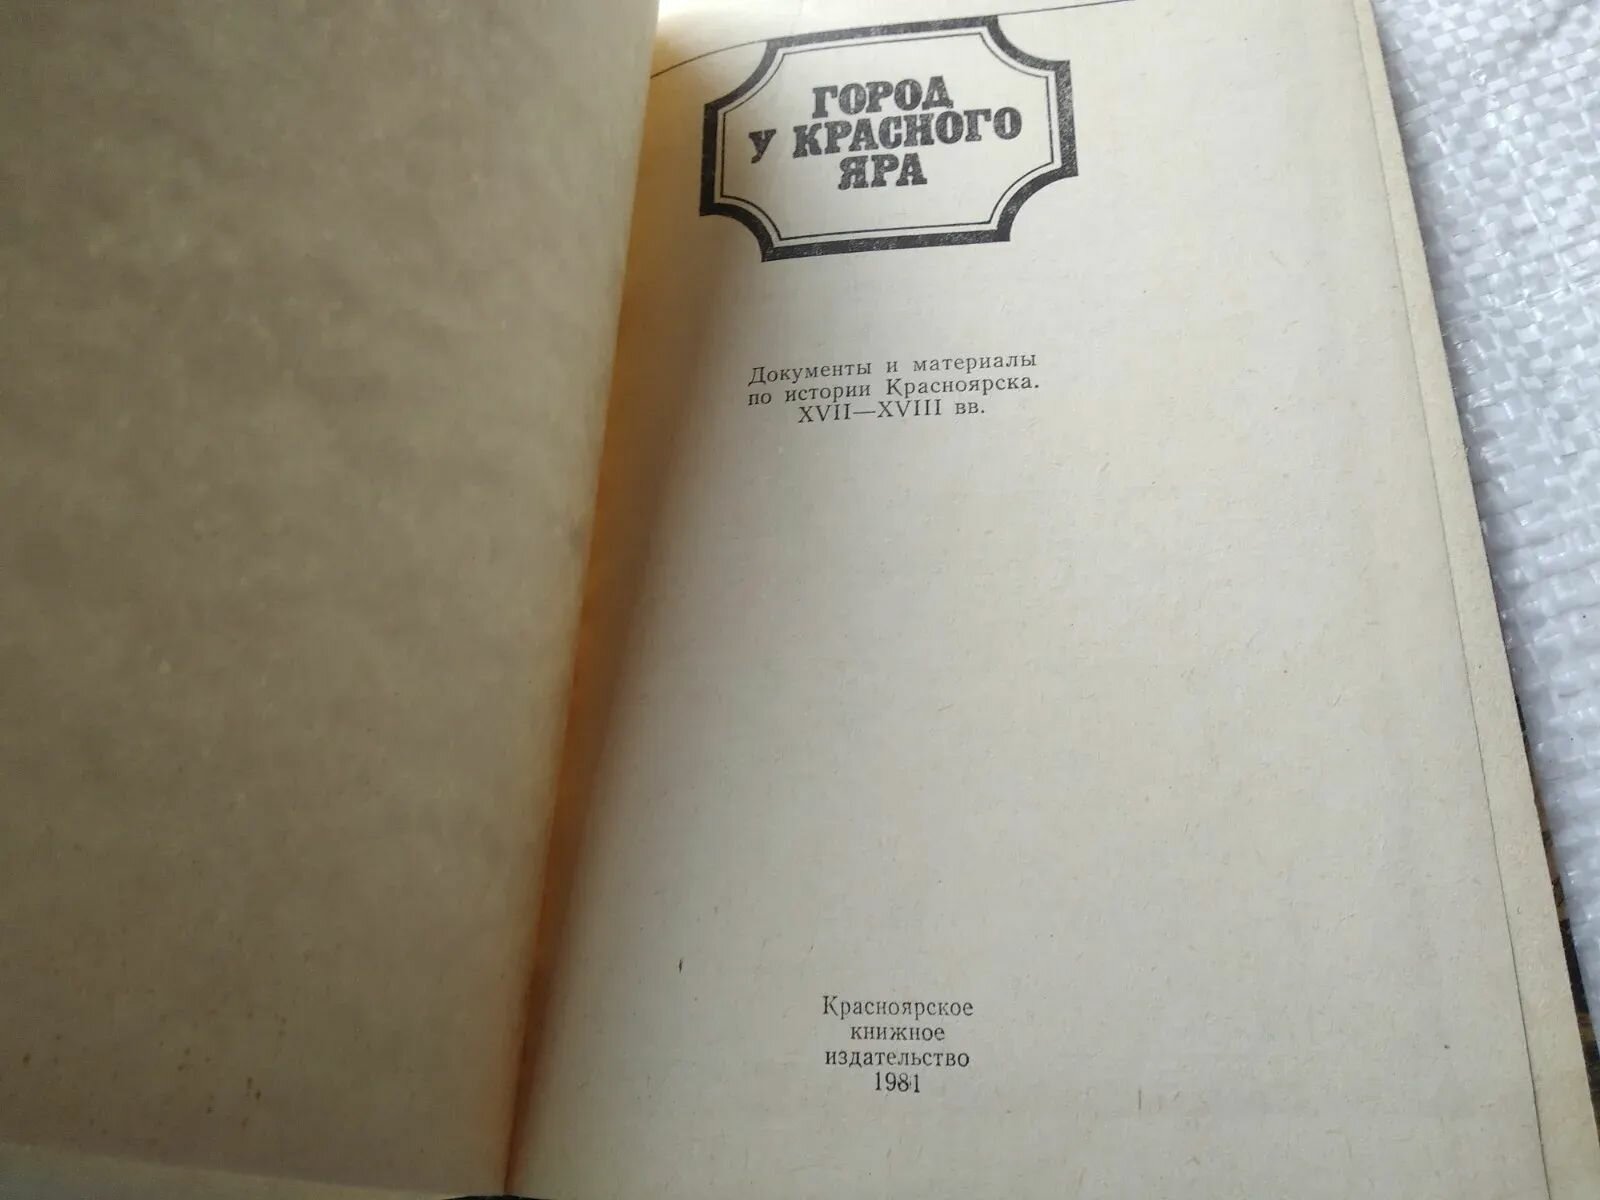 ГОРОД
У КРАСНОГО
ЯРА
Документы и материалы
по истории Красноярска.
XVII—XVIII вв.
Красноярское
книжное
издательство
1981